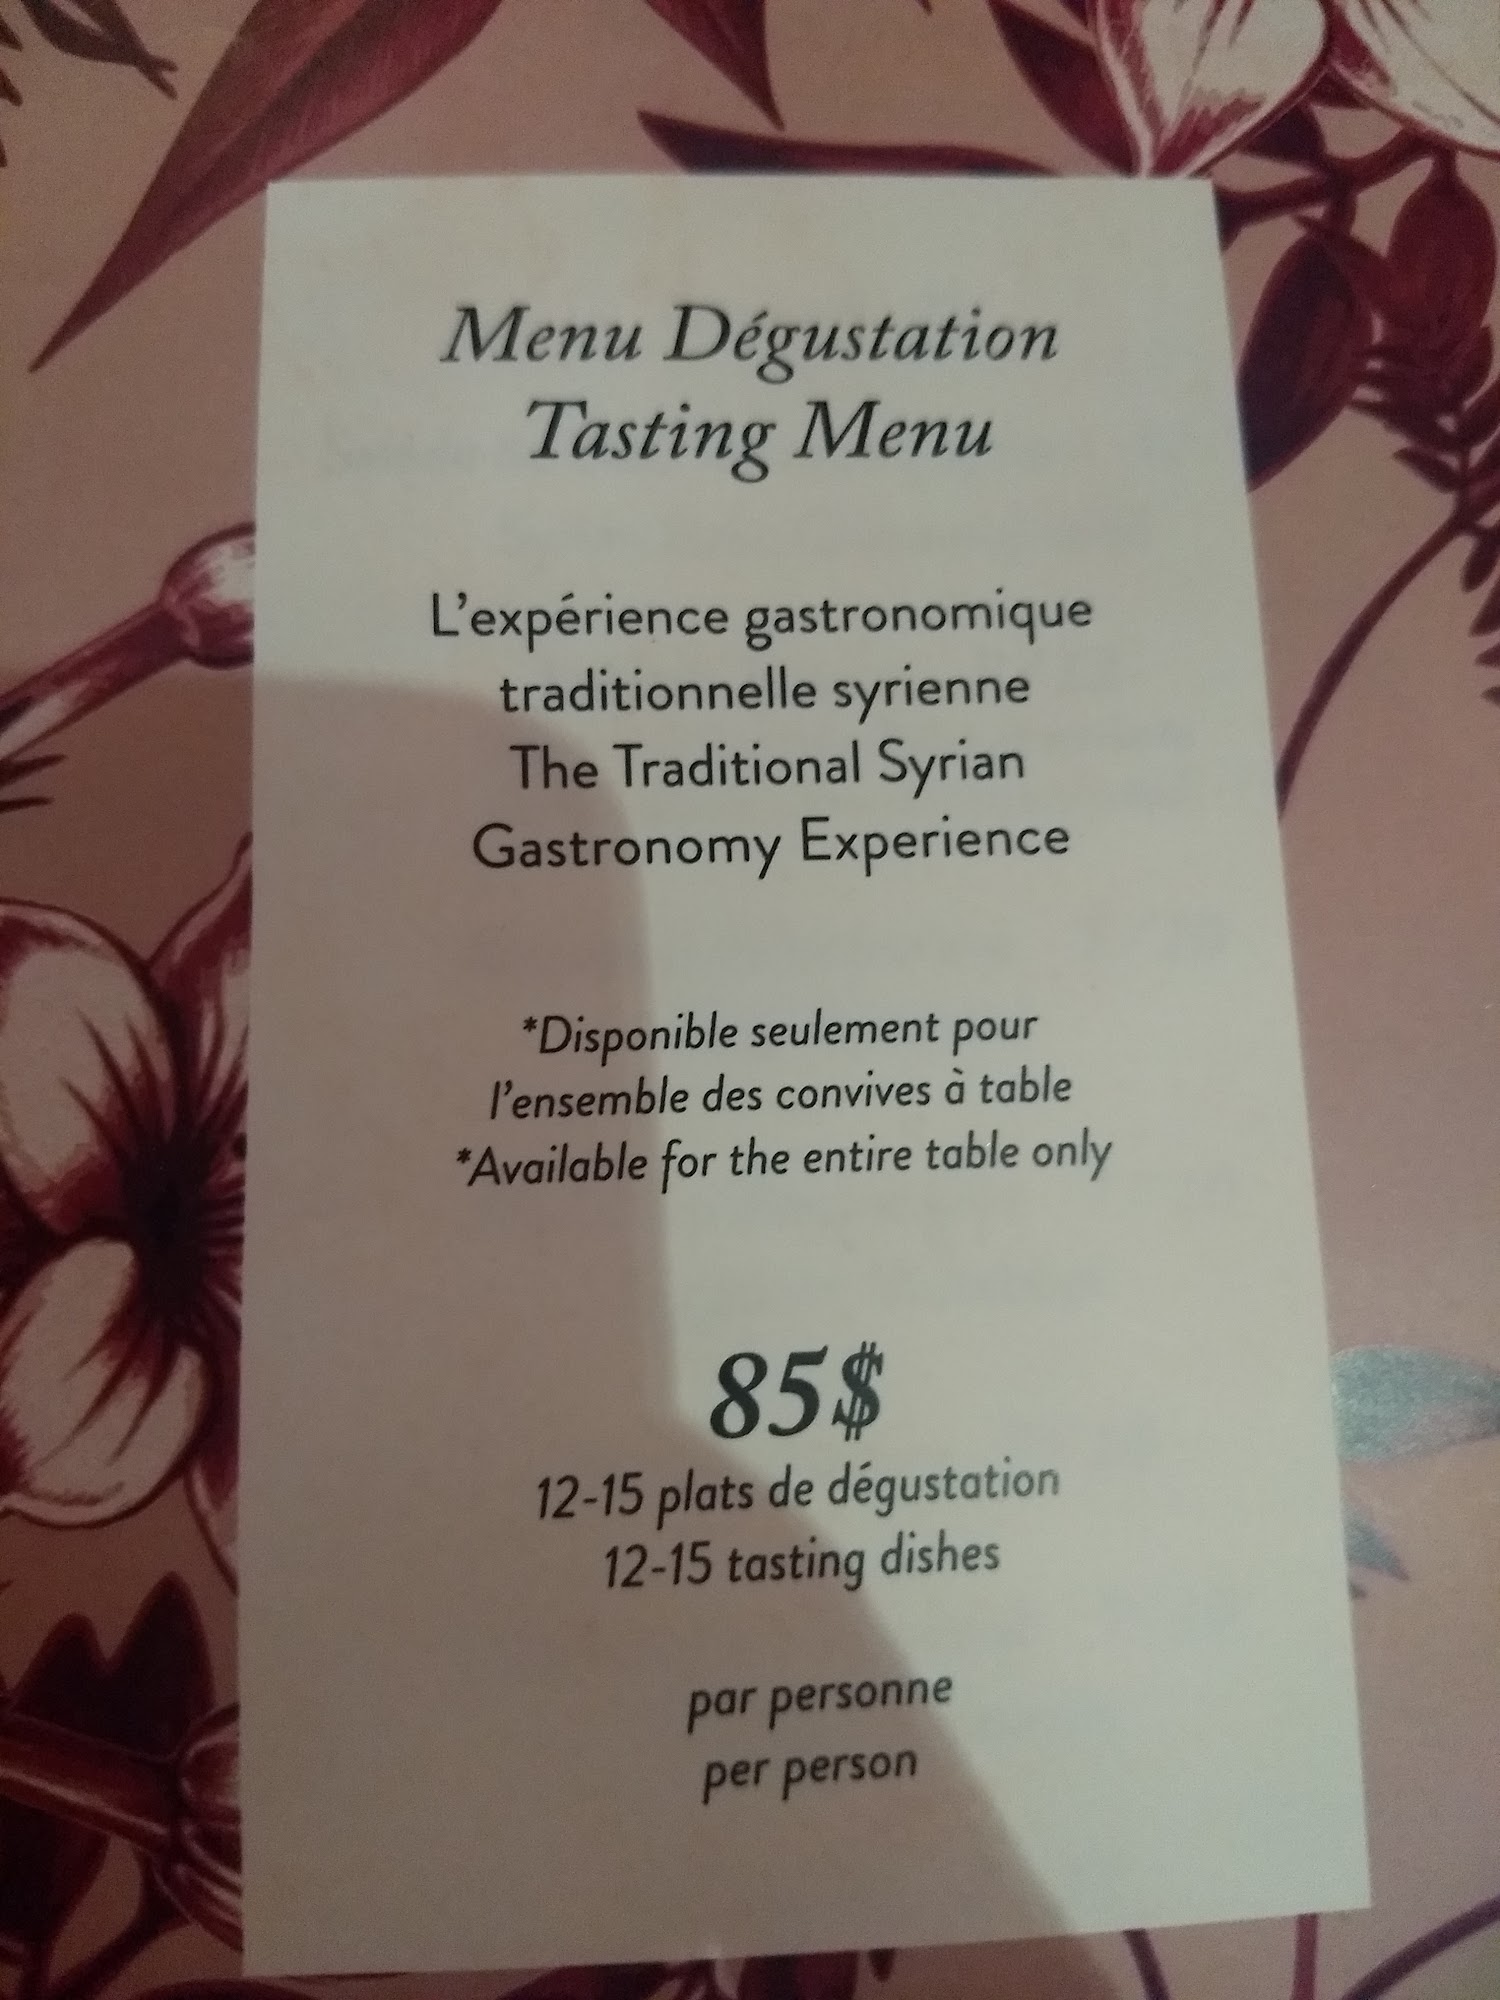 Menu Dégustation
Tasting Menu
L'expérience gastronomique
traditionnelle syrienne
The Traditional Syrian
Gastronomy Experience
*Disponible seulement pour
l'ensemble des convives à table
*Available for the entire table only
85$
12-15 plats de dégustation
12-15 tasting dishes
par personne
per person